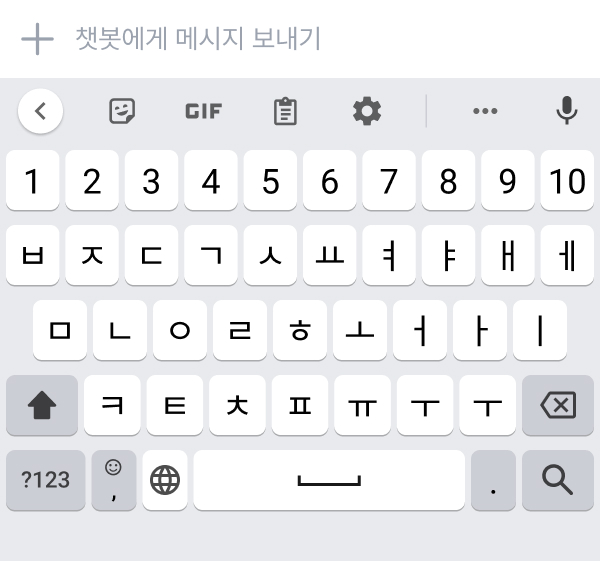 챗봇에게 메시지 보내기
GIF
1 2 3 4 5 6 7 8 9 10
ㅂ ㅈ ㄷ ㄱ ㅅ ㅛ ㅕ ㅑ ㅐ ㅔ
ㅁ ㄴ ㅇ ㄹ ㅎ ㅗ ㅓ ㅏ ㅣ
ㅋ ㅌ ㅊ ㅍ ㅠ ㅜ ㅜ
?123 , .